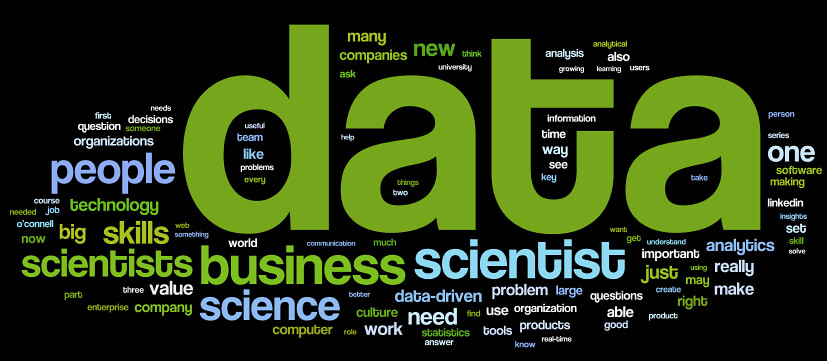 data
many
new
think
companies
ask
university
analysis
analytical
also
growing
learning
users
needs
first
decisions
question
someone
organizations
people
useful
team
like
problems
every
help
things
two
information
time
way
see
key
take
person
series
one
software
making
linkedin
insights
set
skill
solve
course
needed
job
technology
o'connell
now
big
skills
web
something
world
communication
much
want
get
understand
important
analytics
scientists
business
scientist
just
using
really
may
part
three
value
science
better
data-driven
problem
large
create
make
enterprise
company
culture
need
find
use
organization
questions
able
right
product
computer
role
work
statistics
answer
tools
products
good
know
real-time